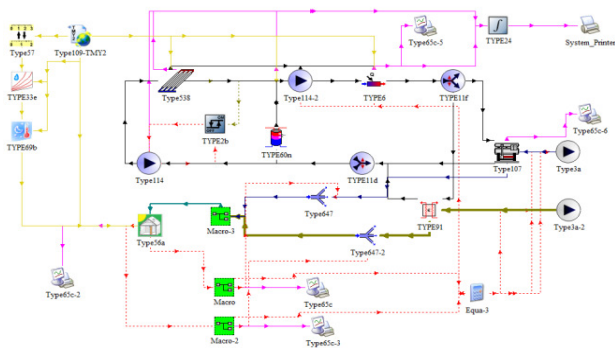 Type65c-5
TYPE24
System_Printer
Type57
Type109-TMY2
TYPE33e
Type538
Type114-2
TYPE6
TYPE11f
Type65c-6
TYPE69b
TYPE2b
TYPE60n
Type114
TYPE11d
Type107
Type3a
Type56a
Macro-3
Type647
TYPE91
Type3a-2
Type647-2
Type65c-2
Macro
Type65c
Equa-3
Macro-2
Type65c-3